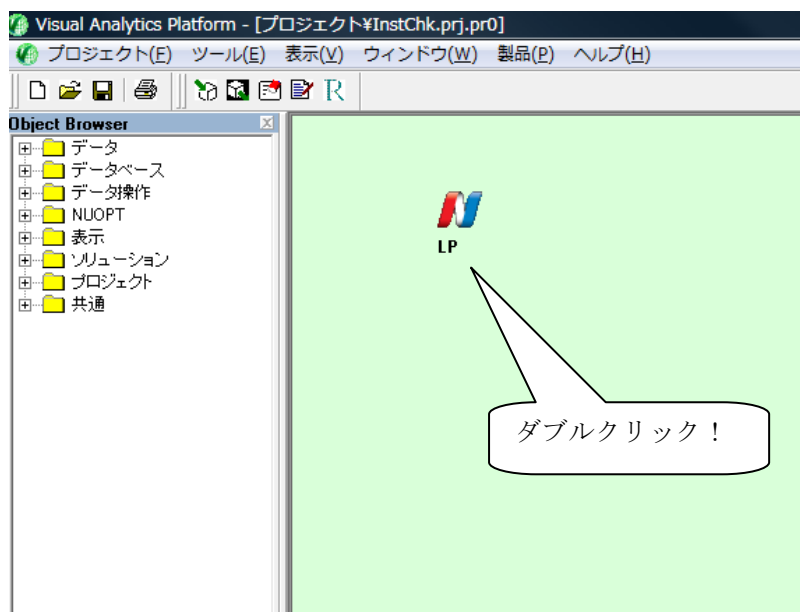 Visual Analytics Platform - [プロジェクト¥InstChk.prj.pr0]
プロジェクト(F) ツール(E) 表示(V) ウィンドウ(W) 製品(P) ヘルプ(H)
R
Object Browser
データ
データベース
データ操作
NUOPT
表示
ソリューション
プロジェクト
共通
LP
ダブルクリック！